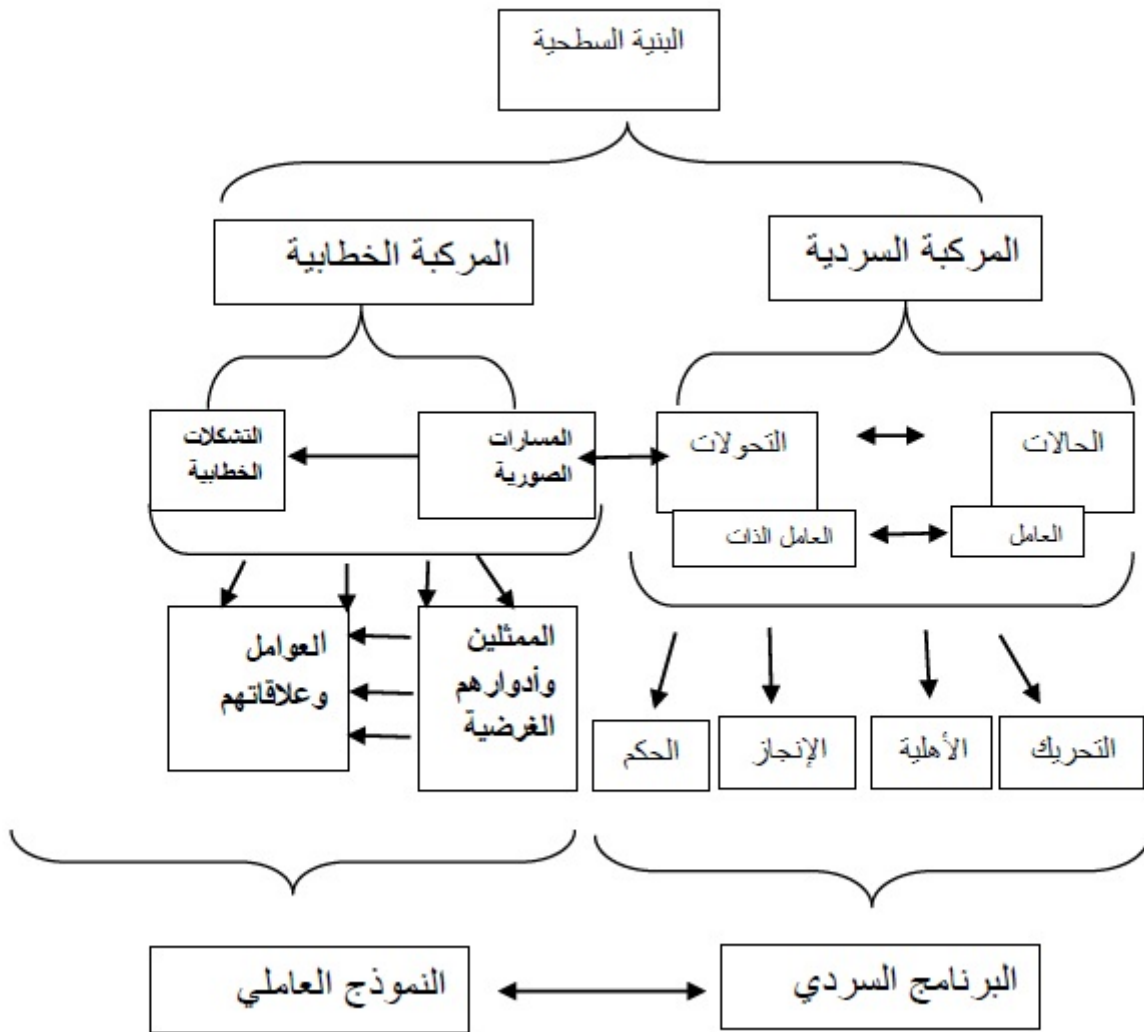 البنية السطحية
المركبة السردية
المركبة الخطابية
الحالات
التحولات
المسارات
الصورية
التشكلات
الخطابية
العامل
العامل الذات
الممثلين
وأدوارهم
الغرضية
العوامل
وعلاقاتهم
التحريك
الأهلية
الإنجاز
الحكم
البرنامج السردي
النموذج العاملي